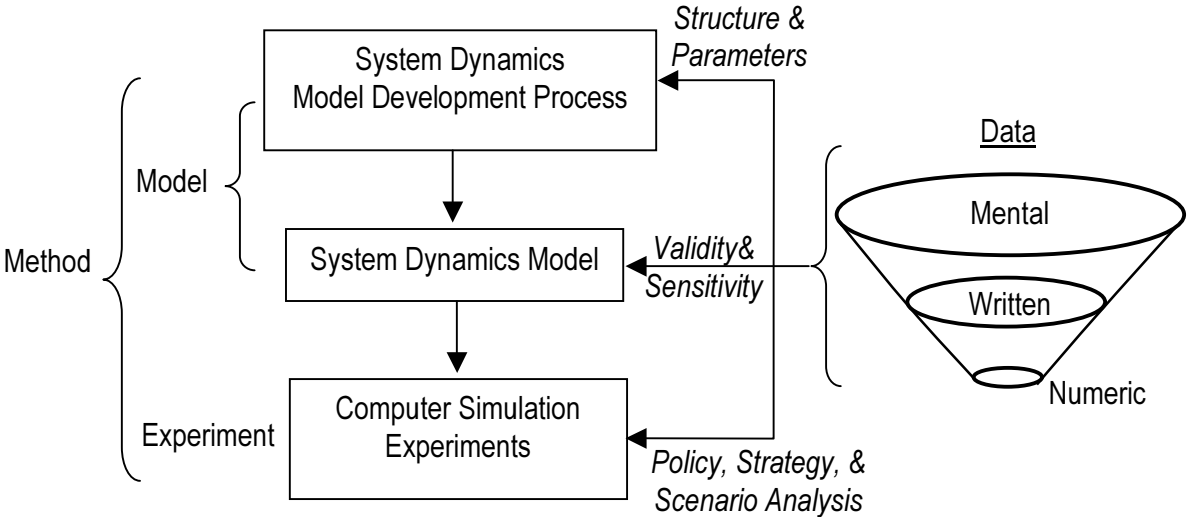 Structure &
Parameters
System Dynamics
Model Development Process
Data
Model
Mental
Method
System Dynamics Model
Validity&
Sensitivity
Written
Numeric
Computer Simulation
Experiments
Experiment
Policy, Strategy, &
Scenario Analysis